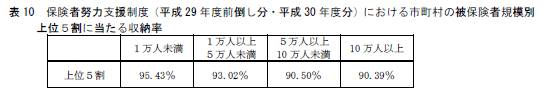 表 10 保険者努力支援制度（平成 29 年度前倒し分・平成 30 年度分）における市町村の被保険者規模別
上位５割に当たる収納率
１万人未満 １万人以上 ５万人未満 ５万人以上 10 万人未満 10 万人以上
上位５割 95.43% 93.02% 90.50% 90.39%